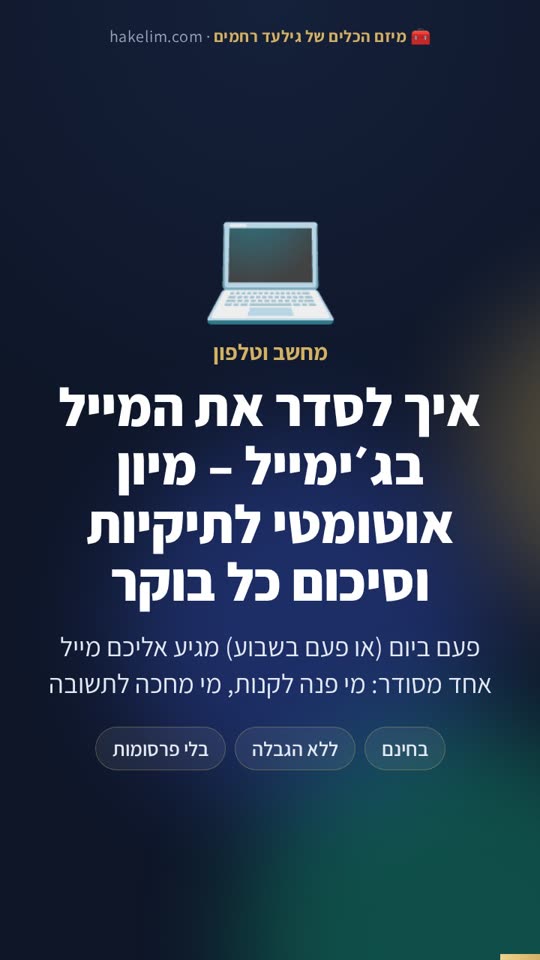 🧰 מיזם הכלים של גילעד רחמים · hakelim.com
מחשב וטלפון
איך לסדר את המייל
בג׳ימייל – מיון
אוטומטי לתיקיות
וסיכום כל בוקר
פעם ביום (או פעם בשבוע) מגיע אליכם מייל
אחד מסודר: מי פנה לקנות, מי מחכה לתשובה
בחינם
ללא הגבלה
בלי פרסומות